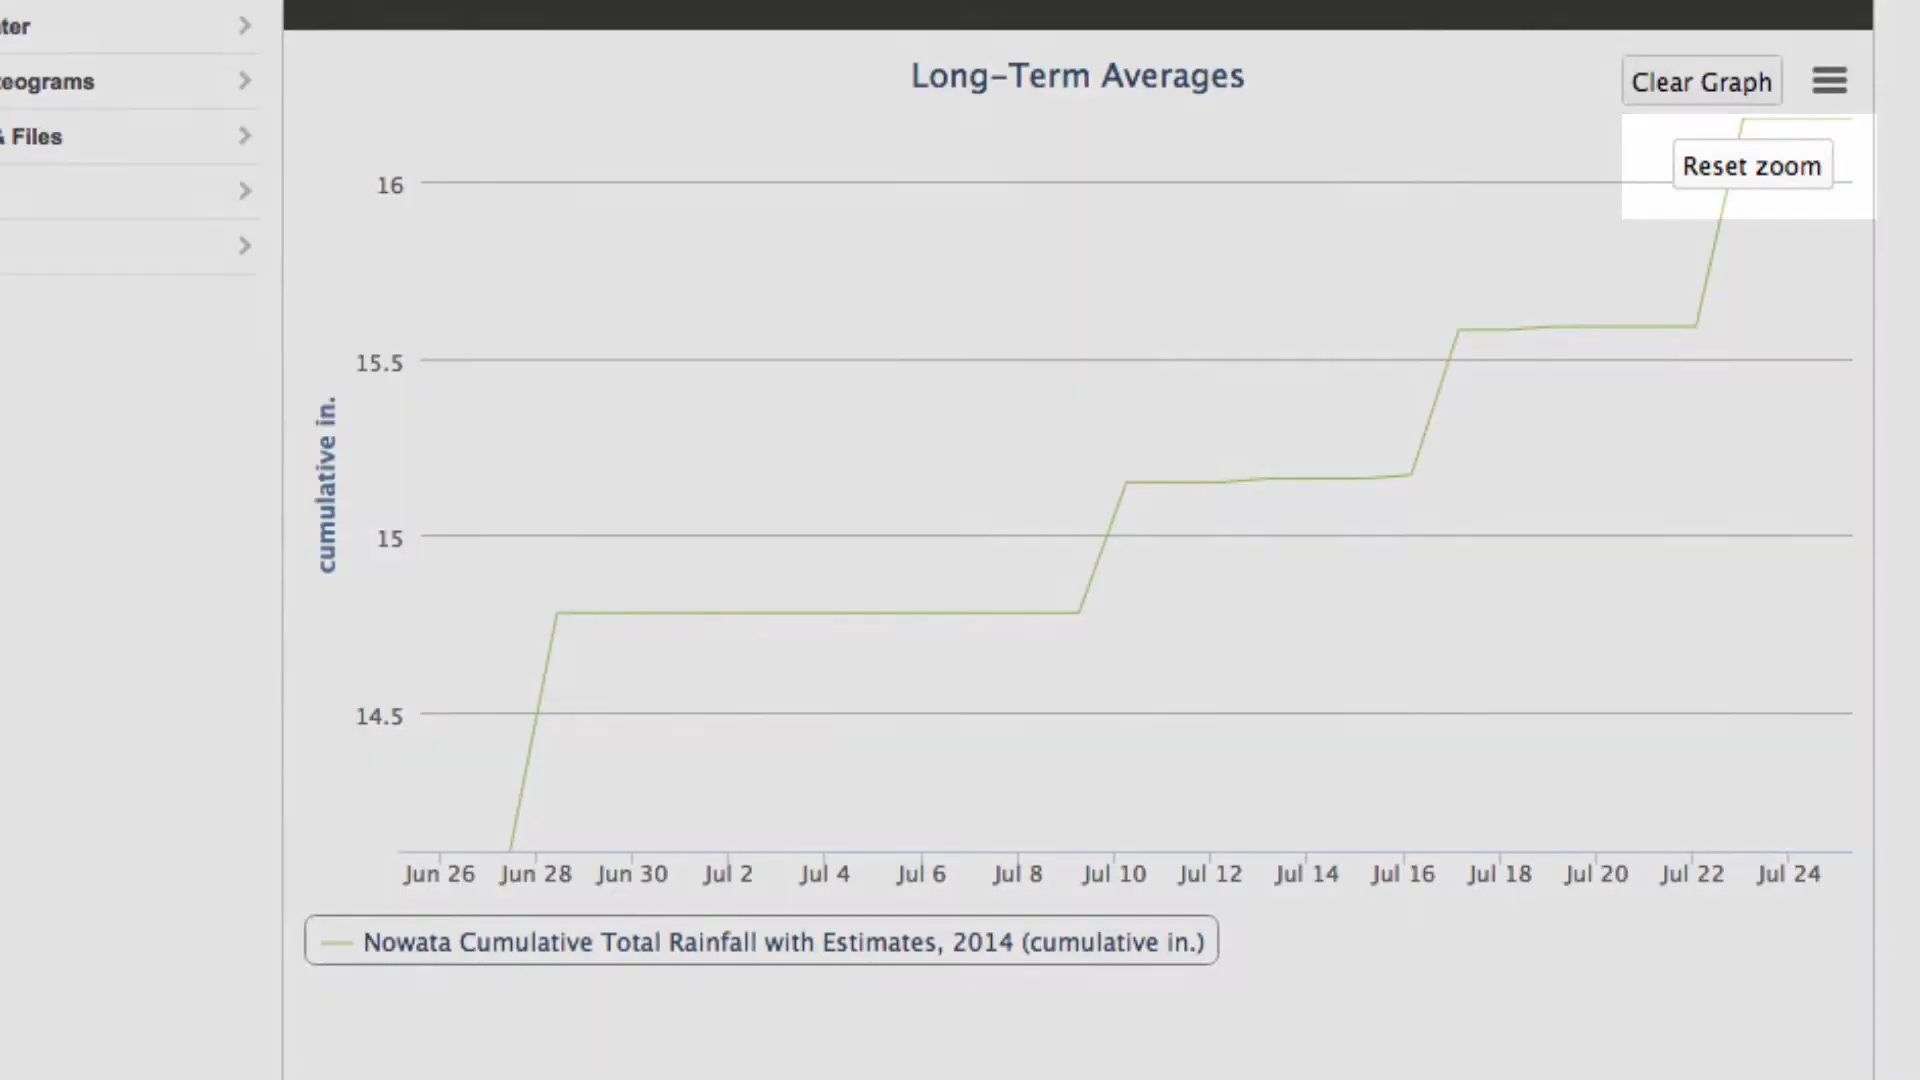 ter
eograms
& Files
Long-Term Averages
Clear Graph
Reset zoom
16
15.5
15
14.5
cumulative in.
Jun 26 Jun 28 Jun 30 Jul 2 Jul 4 Jul 6 Jul 8 Jul 10 Jul 12 Jul 14 Jul 16 Jul 18 Jul 20 Jul 22 Jul 24
Nowata Cumulative Total Rainfall with Estimates, 2014 (cumulative in.)